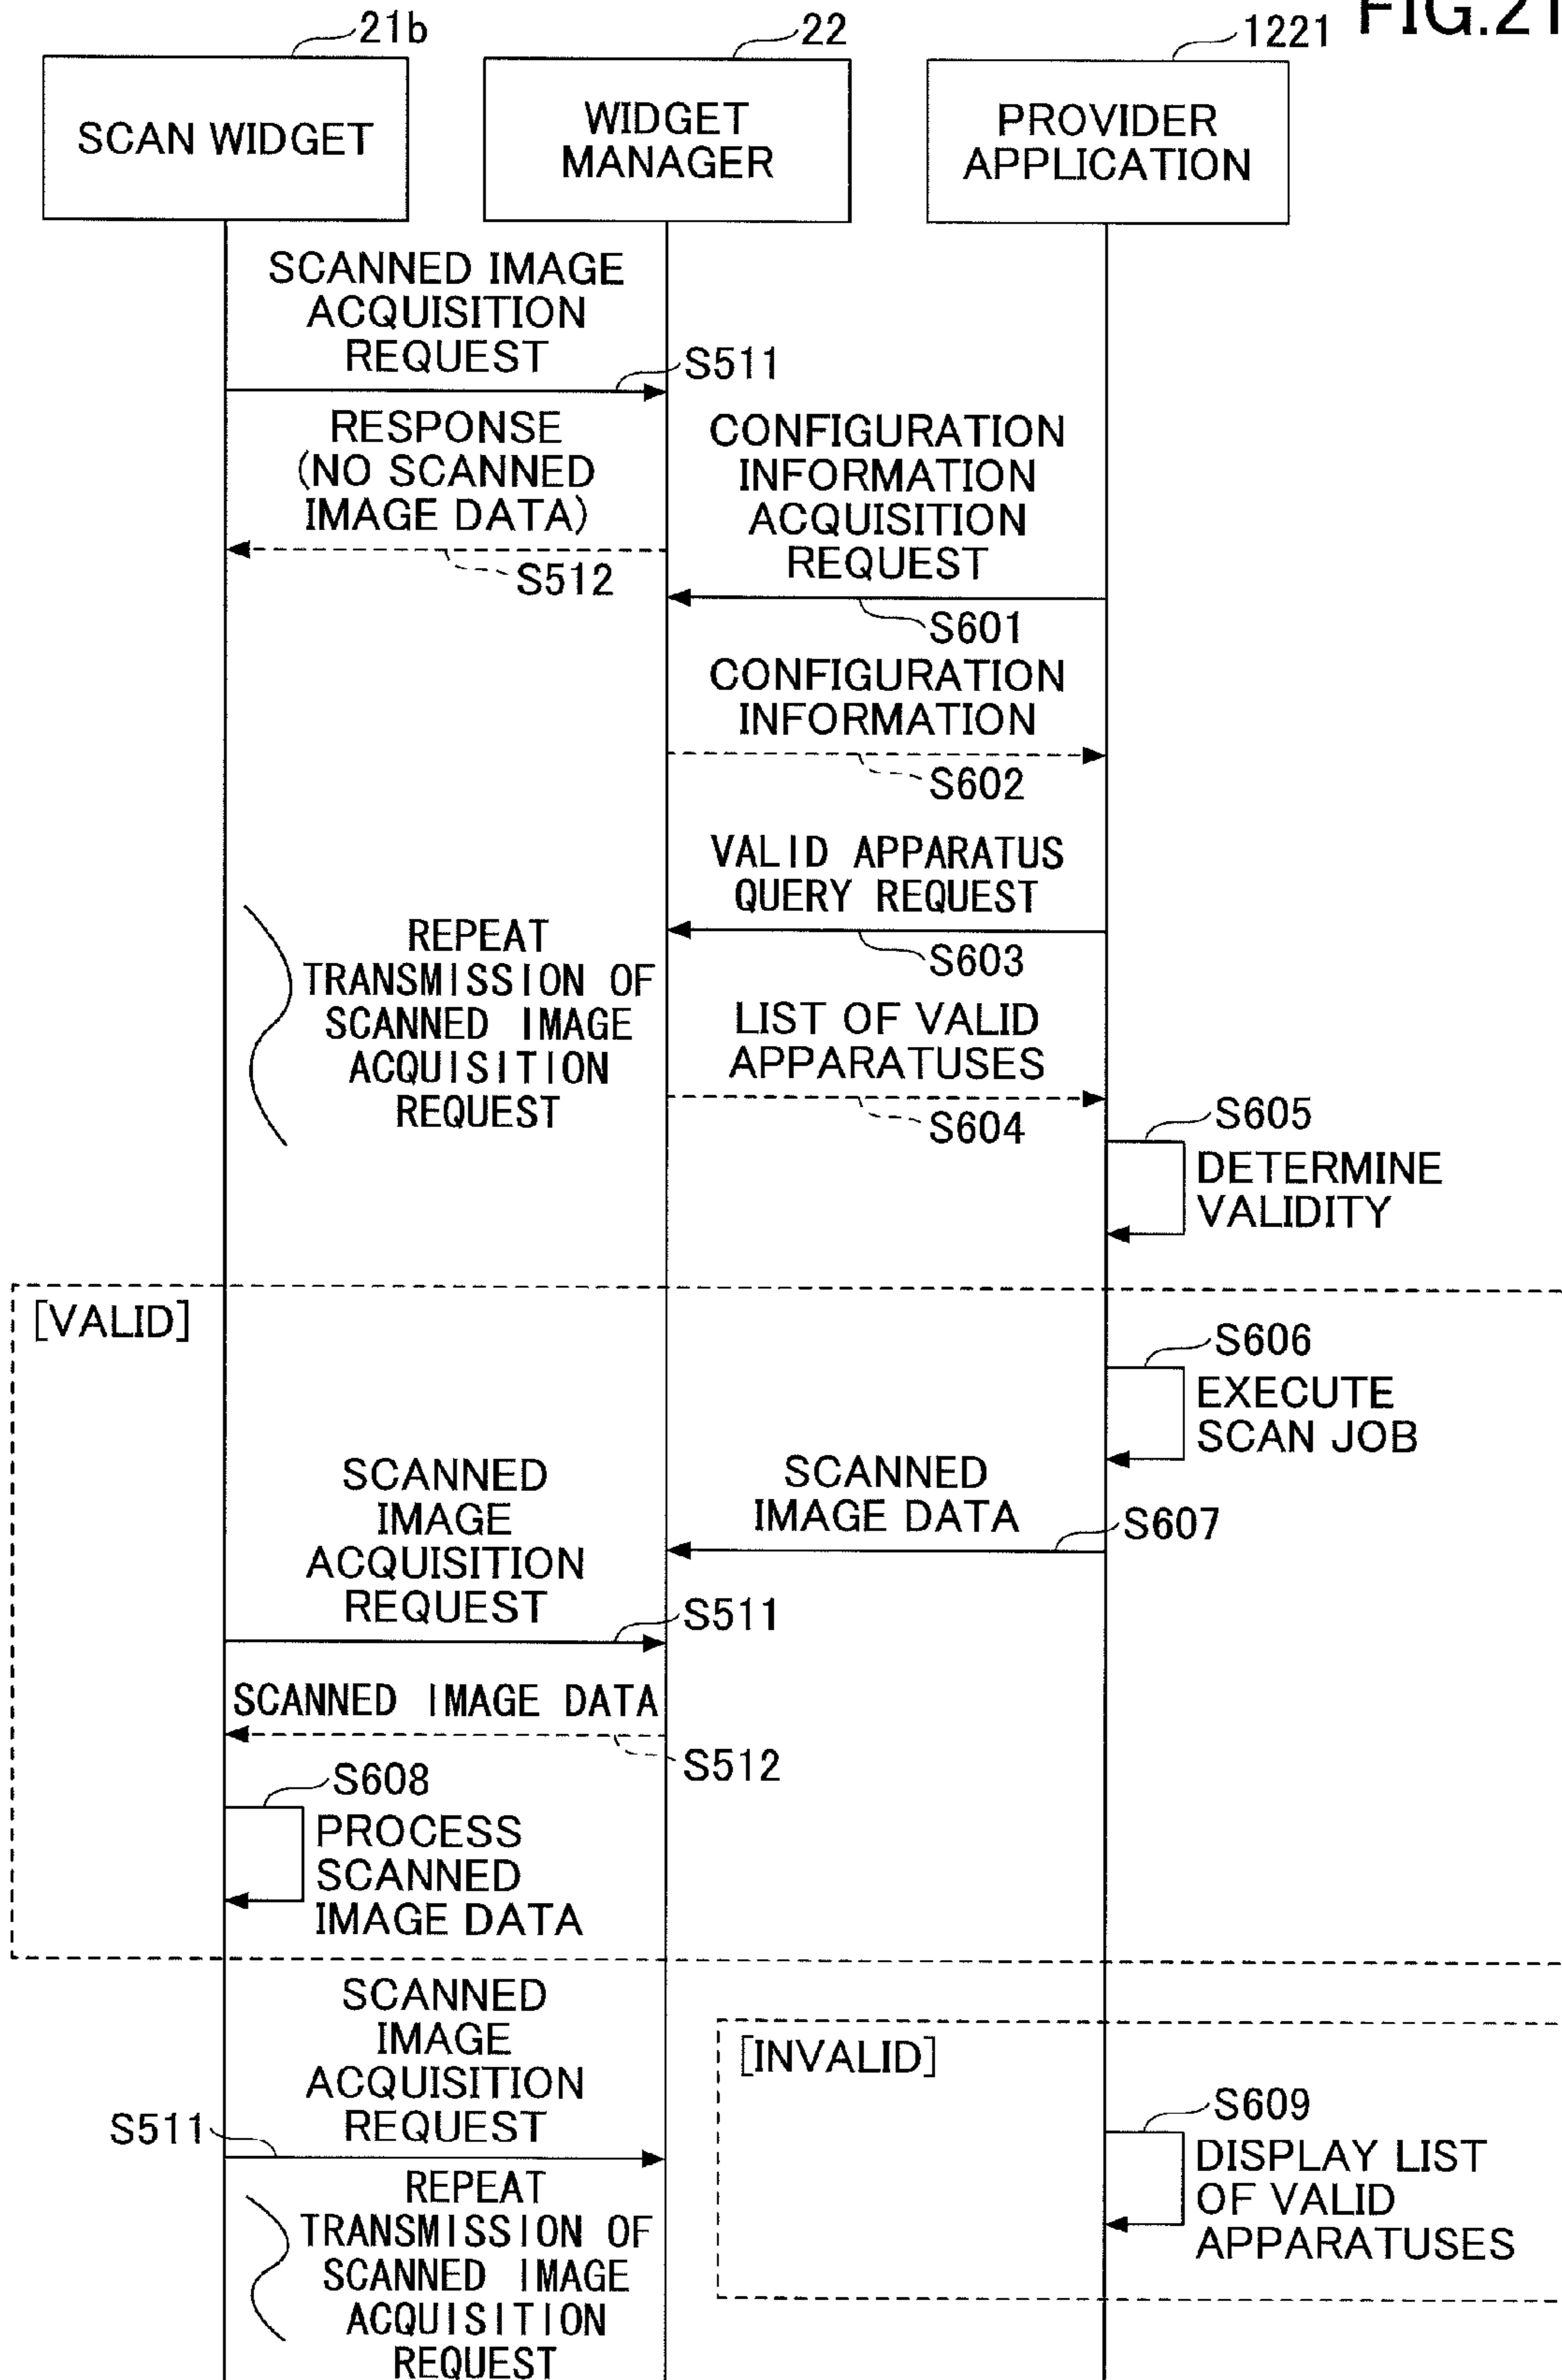 FIG.21
21b
22
1221
SCAN WIDGET
WIDGET
MANAGER
PROVIDER
APPLICATION
SCANNED IMAGE
ACQUISITION
REQUEST
S511
RESPONSE
(NO SCANNED
IMAGE DATA)
S512
CONFIGURATION
INFORMATION
ACQUISITION
REQUEST
S601
CONFIGURATION
INFORMATION
S602
VALID APPARATUS
QUERY REQUEST
S603
REPEAT
TRANSMISSION OF
SCANNED IMAGE
ACQUISITION
REQUEST
LIST OF VALID
APPARATUSES
S604
S605
DETERMINE
VALIDITY
[VALID]
S606
EXECUTE
SCAN JOB
SCANNED
IMAGE DATA
S607
SCANNED
IMAGE
ACQUISITION
REQUEST
S511
SCANNED IMAGE DATA
S512
S608
PROCESS
SCANNED
IMAGE DATA
SCANNED
IMAGE
ACQUISITION
REQUEST
S511
REPEAT
TRANSMISSION OF
SCANNED IMAGE
ACQUISITION
REQUEST
[INVALID]
S609
DISPLAY LIST
OF VALID
APPARATUSES